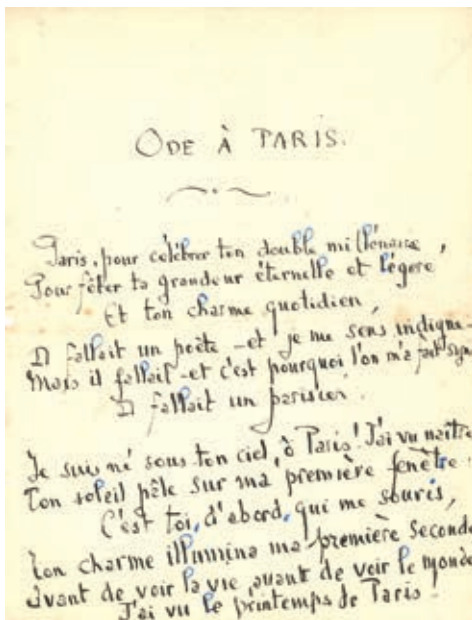 ODE À PARIS.
Paris, pour célébrer ton double millénaire,
Pour fêter ta grandeur éternelle et légère
Et ton charme quotidien,
Il fallait un poète - et je me sens indigne -
Mais il fallait - et c'est pourquoi l'on m'a fait sign
Il fallait un parisien.
Je suis né sous ton ciel, ô Paris! J'ai vu naître
Ton soleil pâle sur ma première fenêtre.
C'est toi, d'abord, qui me souris,
Ton charme illumina ma première seconde
Avant de voir la vie, avant de voir le monde
J'ai vu le printemps de Paris!